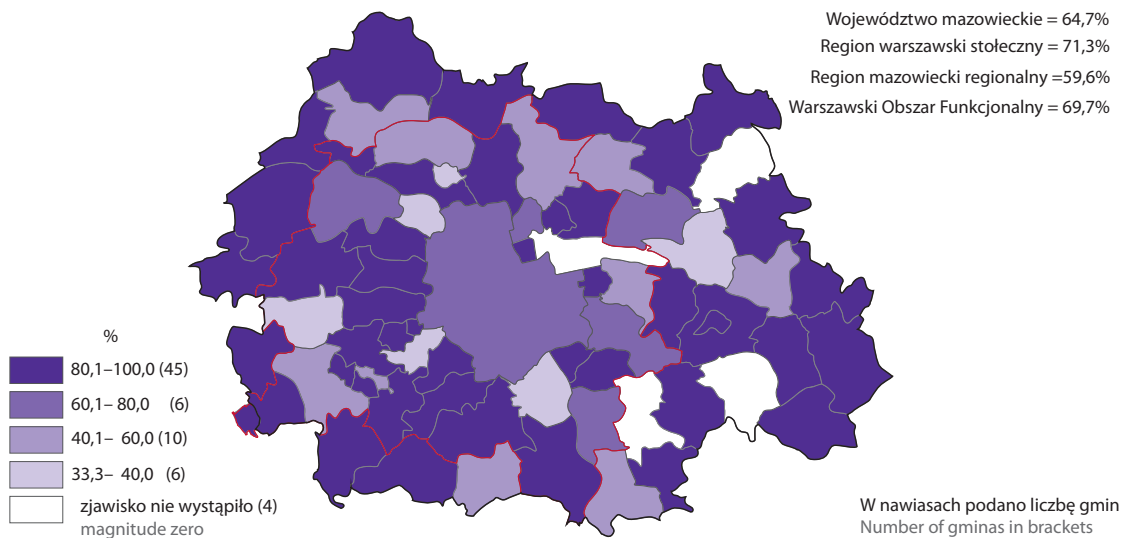 Województwo mazowieckie = 64,7%
Region warszawski stołeczny = 71,3%
Region mazowiecki regionalny =59,6%
Warszawski Obszar Funkcjonalny = 69,7%
%
80,1–100,0 (45)
60,1– 80,0 (6)
40,1– 60,0 (10)
33,3– 40,0 (6)
zjawisko nie wystąpiło (4)
magnitude zero
W nawiasach podano liczbę gmin
Number of gminas in brackets